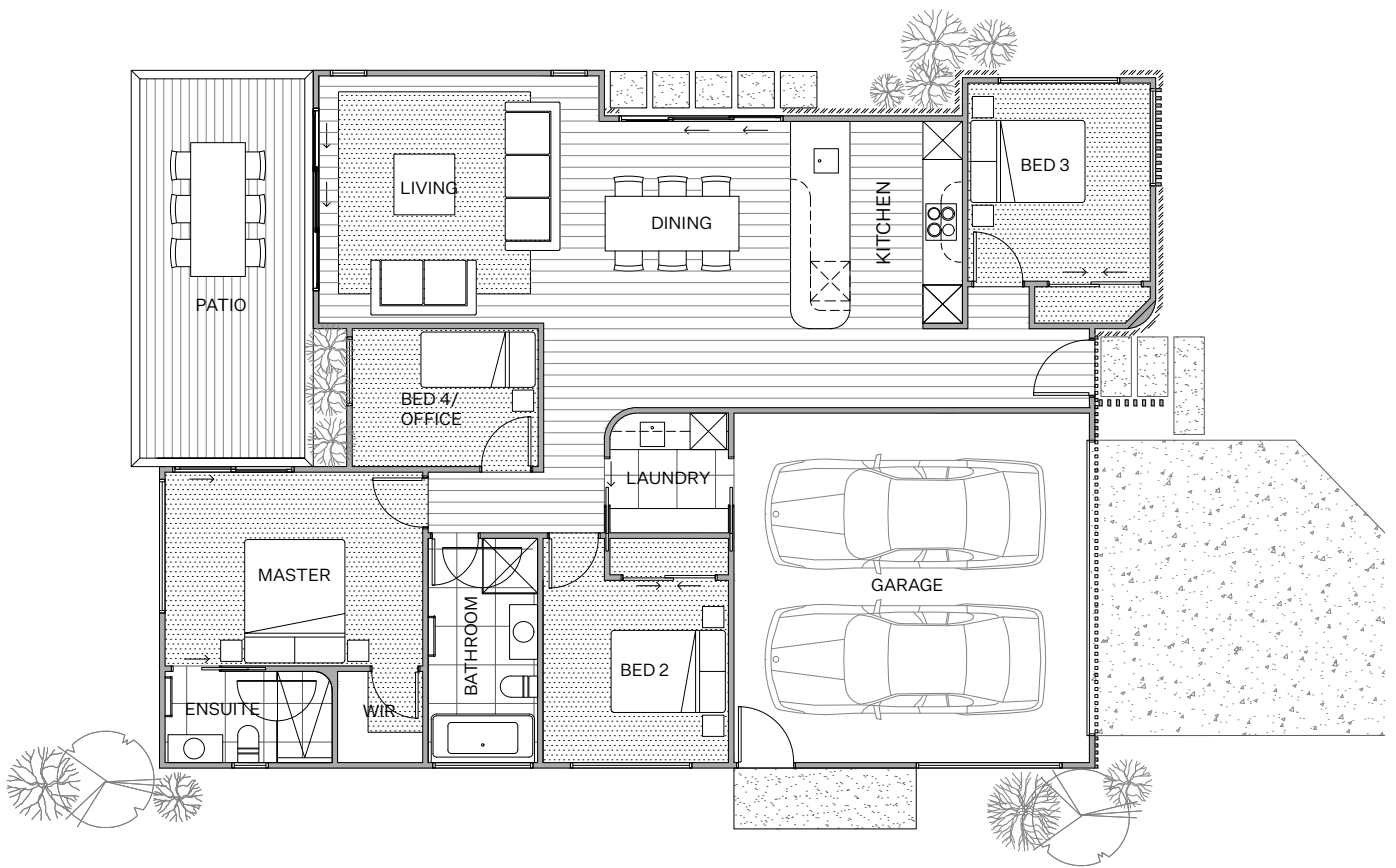 LIVING
DINING
KITCHEN
BED 3
PATIO
BED 4/
OFFICE
LAUNDRY
MASTER
BATHROOM
BED 2
GARAGE
ENSUITE
WIR